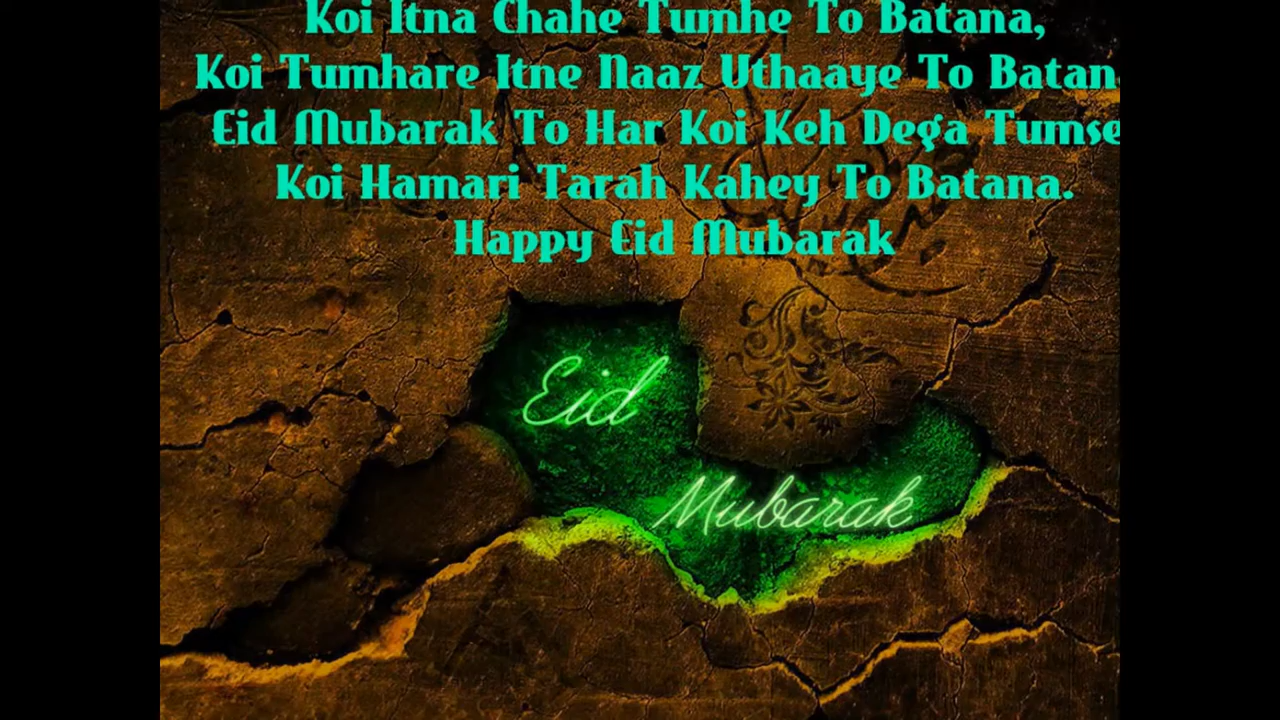 Koi Itna Chahe Tumhe To Batana,
Koi Tumhare Itne Naaz Uthaaye To Batan
Eid Mubarak To Har Koi Keh Dega Tumse
Koi Hamari Tarah Kahey To Batana.
Happy Eid Mubarak
Eid
Mubarak